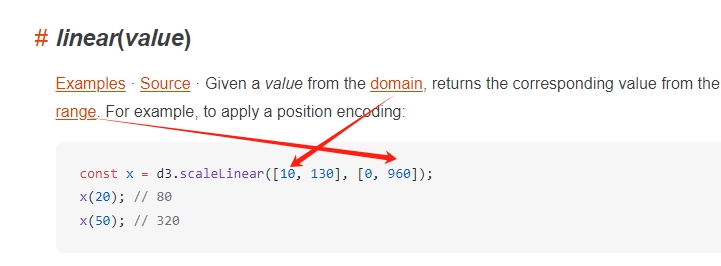 # linear(value)
Examples · Source · Given a value from the domain, returns the corresponding value from the
range. For example, to apply a position encoding:
const x = d3.scaleLinear([10, 130], [0, 960]);
x(20); // 80
x(50); // 320